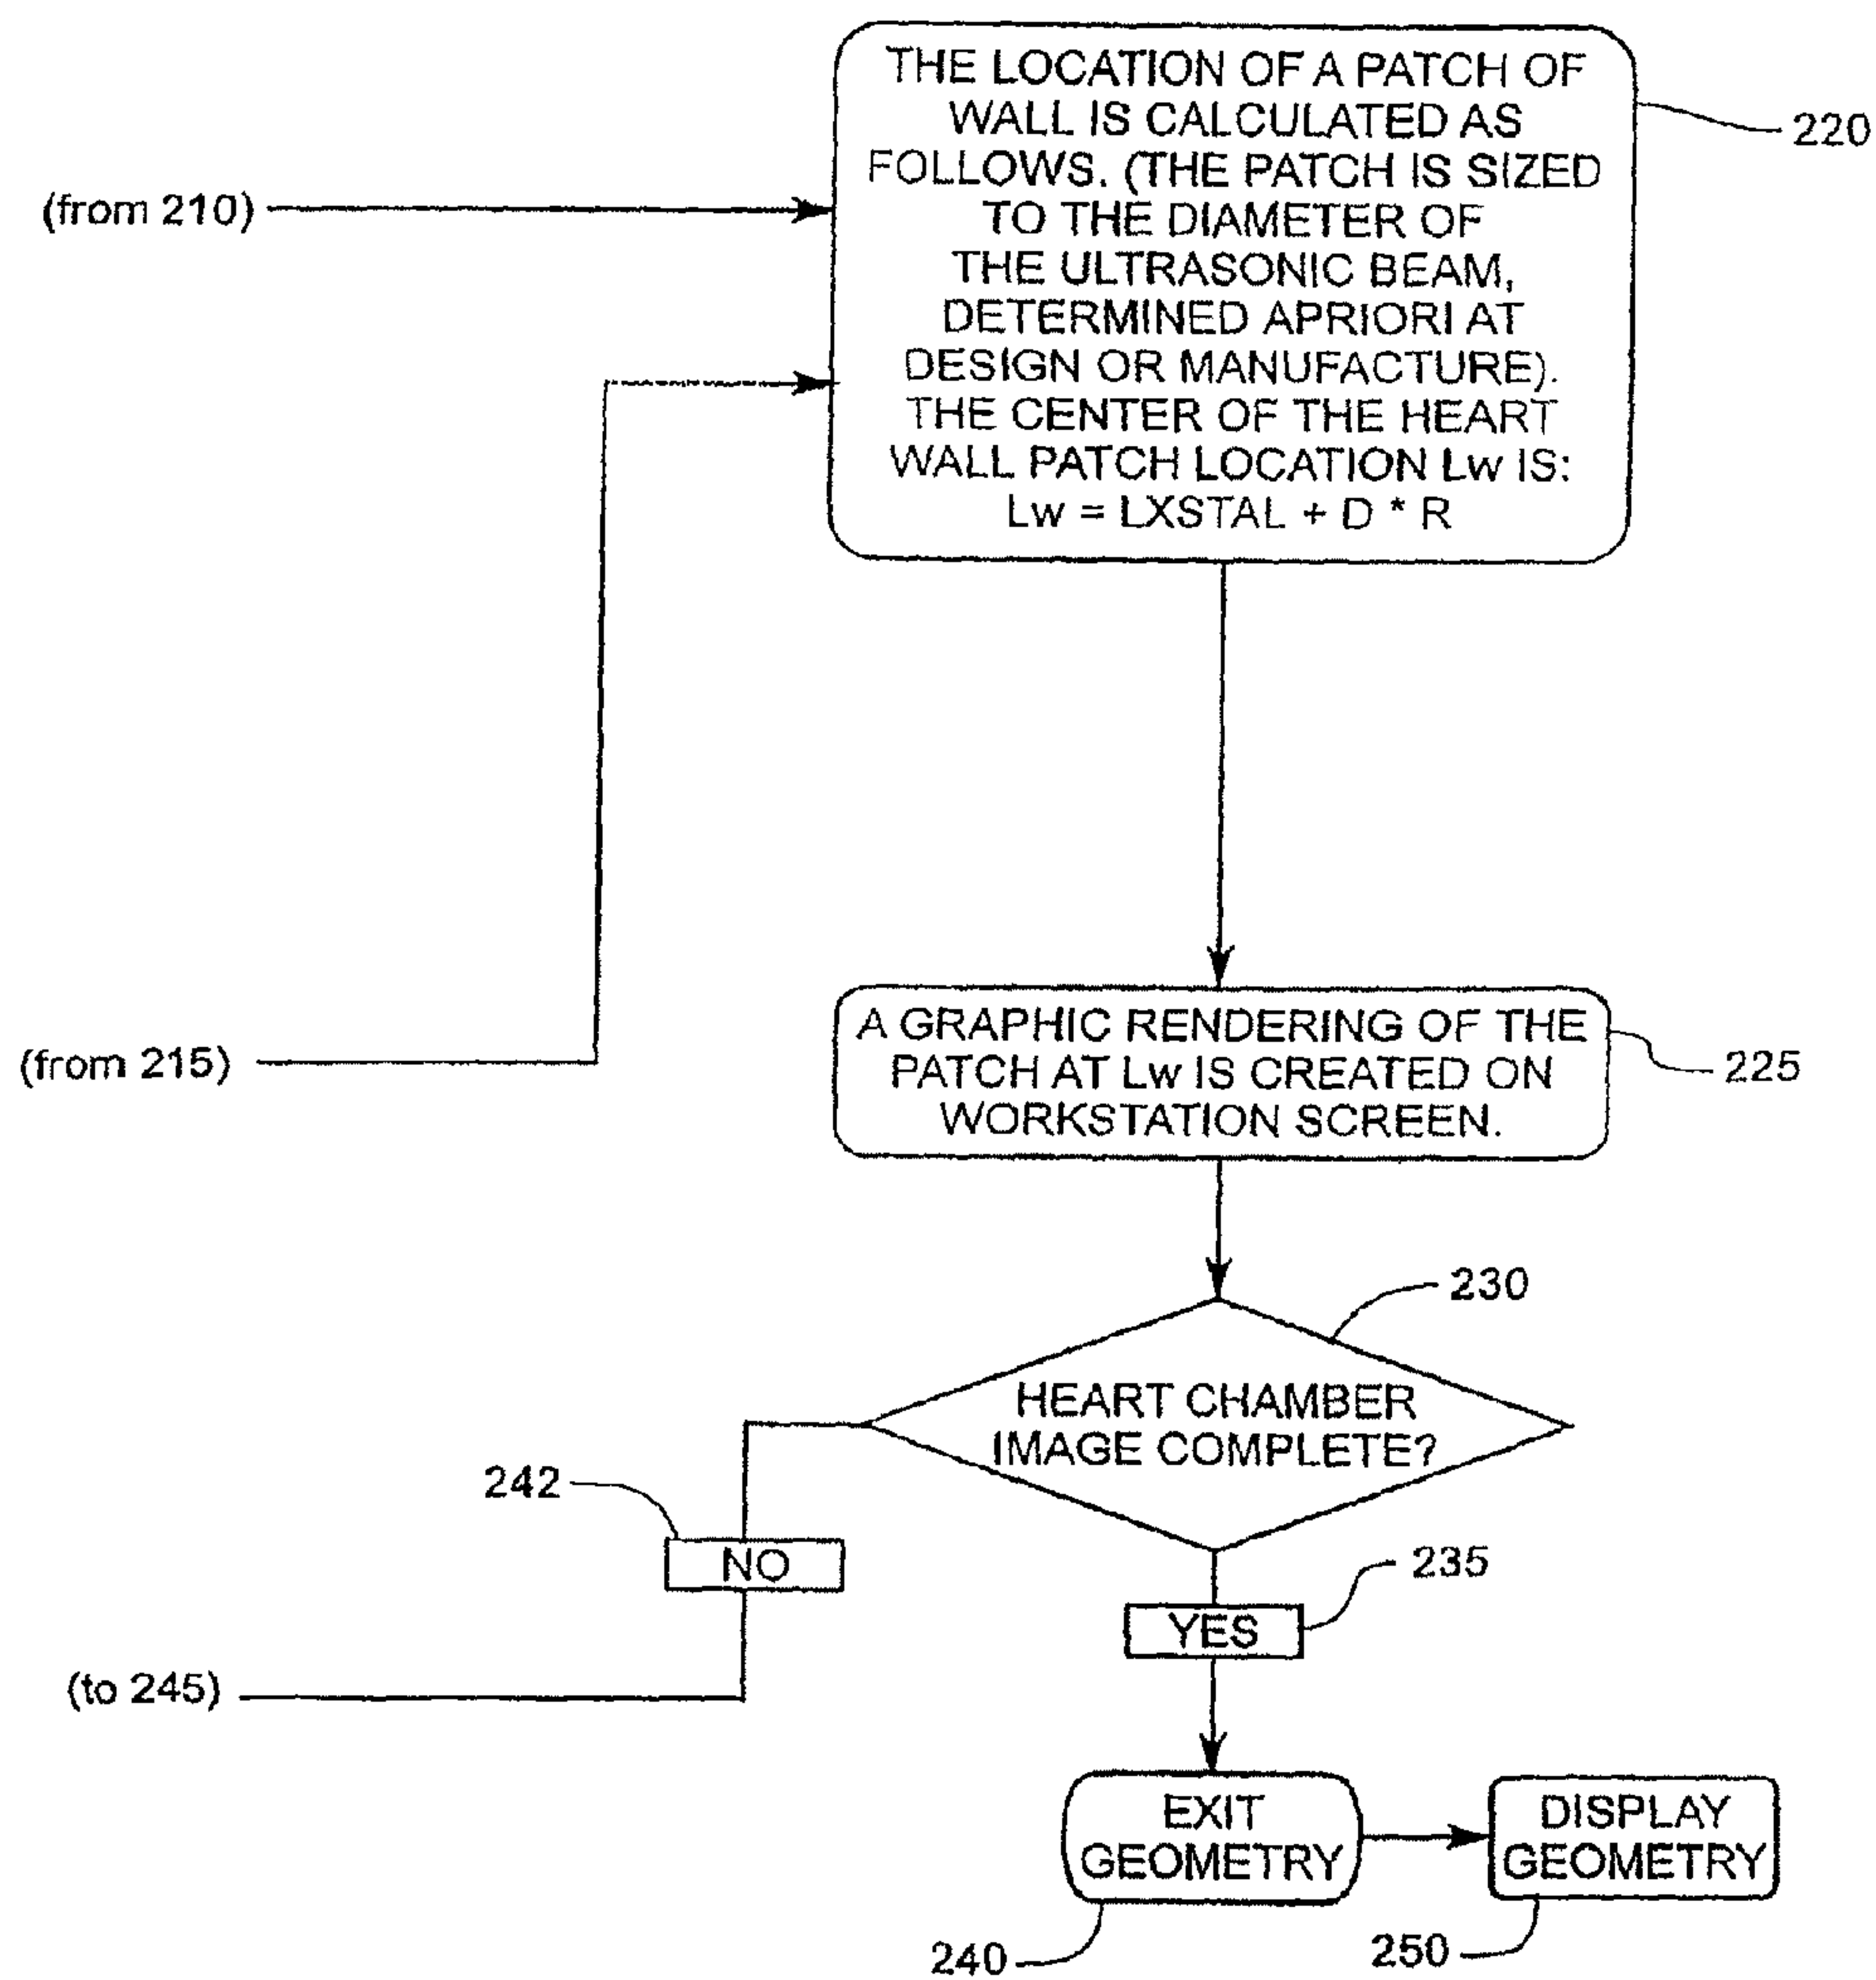 THE LOCATION OF A PATCH OF
WALL IS CALCULATED AS
FOLLOWS. (THE PATCH IS SIZED
TO THE DIAMETER OF
THE ULTRASONIC BEAM,
DETERMINED APRIORI AT
DESIGN OR MANUFACTURE).
THE CENTER OF THE HEART
WALL PATCH LOCATION Lw IS:
Lw = LXSTAL + D * R
220
(from 210)
(from 215)
A GRAPHIC RENDERING OF THE
PATCH AT Lw IS CREATED ON
WORKSTATION SCREEN.
225
230
HEART CHAMBER
IMAGE COMPLETE?
242
NO
235
YES
(to 245)
EXIT
GEOMETRY
DISPLAY
GEOMETRY
240
250